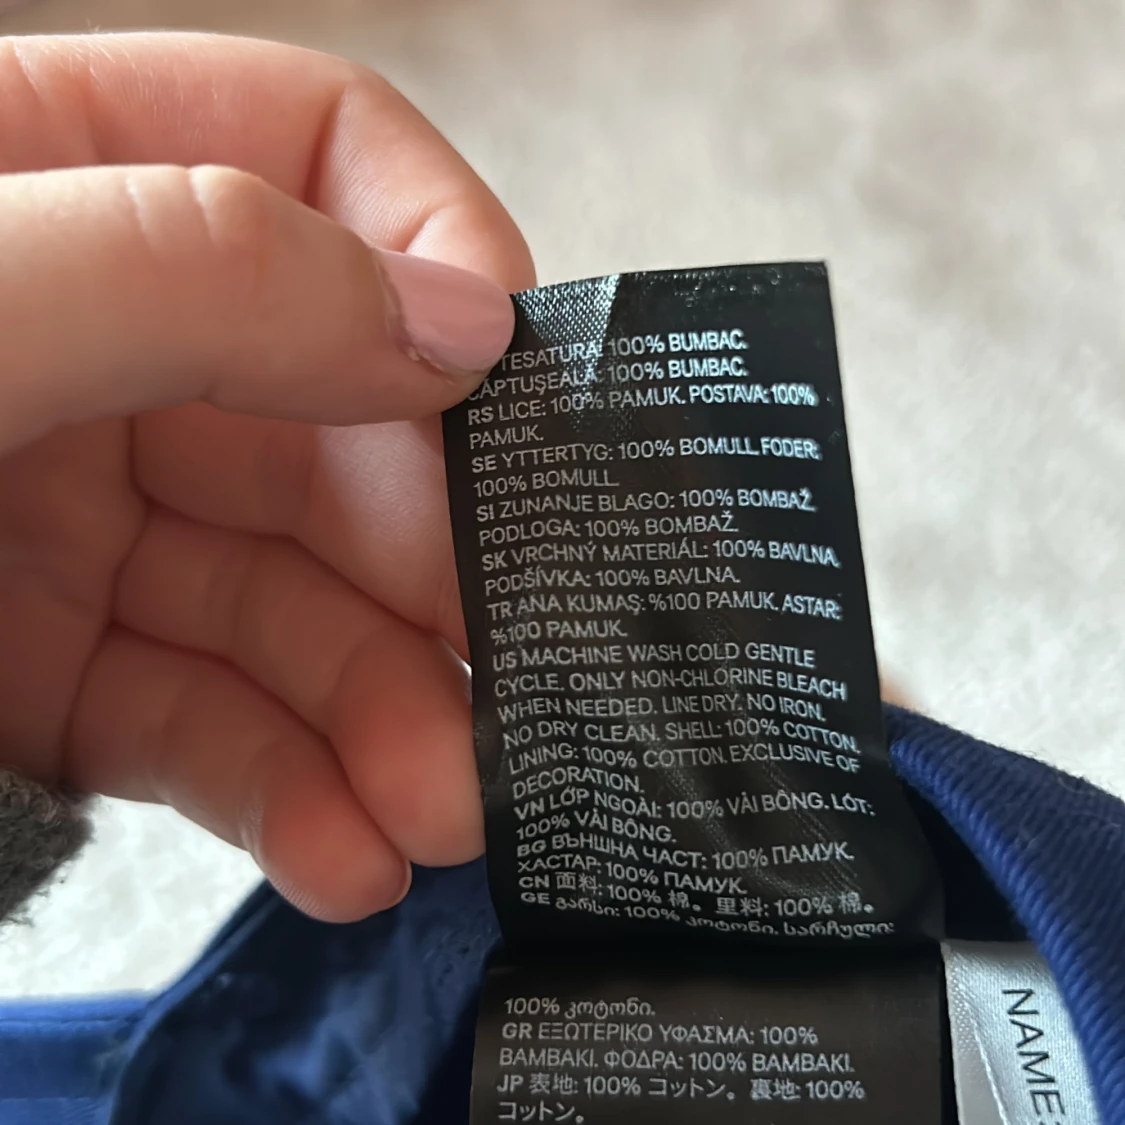 TESATURA: 100% BUMBAC.
CĂPTUŞEALĂ: 100% BUMBAC.
RS LICE: 100% PAMUK. POSTAVA: 100%
PAMUK.
SE YTTERTYG: 100% BOMULL.FODER:
100% BOMULL.
SI ZUNANJE BLAGO: 100% BOMBAŽ.
PODLOGA: 100% BOMBAŽ.
SK VRCHNÝ MATERIÁL: 100% BAVLNA.
PODŠÍVKA: 100% BAVLNA.
TR ANA KUMAŞ: %100 PAMUK. ASTAR:
%100 PAMUK.
US MACHINE WASH COLD GENTLE
CYCLE. ONLY NON-CHLORINE BLEACH
WHEN NEEDED. LINE DRY. NO IRON.
NO DRY CLEAN. SHELL: 100% COTTON.
LINING: 100% COTTON. EXCLUSIVE OF
DECORATION.
VN LỚP NGOÀI: 100% VẢI BÔNG. LÓT:
100% VẢI BÔNG.
BG ВЪНШНА ЧАСТ: 100% ПАМУК.
ХАСТАР: 100% ПАМУК.
CN 面料: 100% 棉。里料: 100% 棉。
GE გარსი: 100% კოტონი. სარჩული:
100% კოტონი.
GR ΕΞΩΤΕΡΙΚΟ ΥΦΑΣΜΑ: 100%
ΒΑΜΒΑΚΙ. ΦΟΔΡΑ: 100% ΒΑΜΒΑΚΙ.
JP 表地: 100% コットン。裏地: 100%
コットン。
NAME: